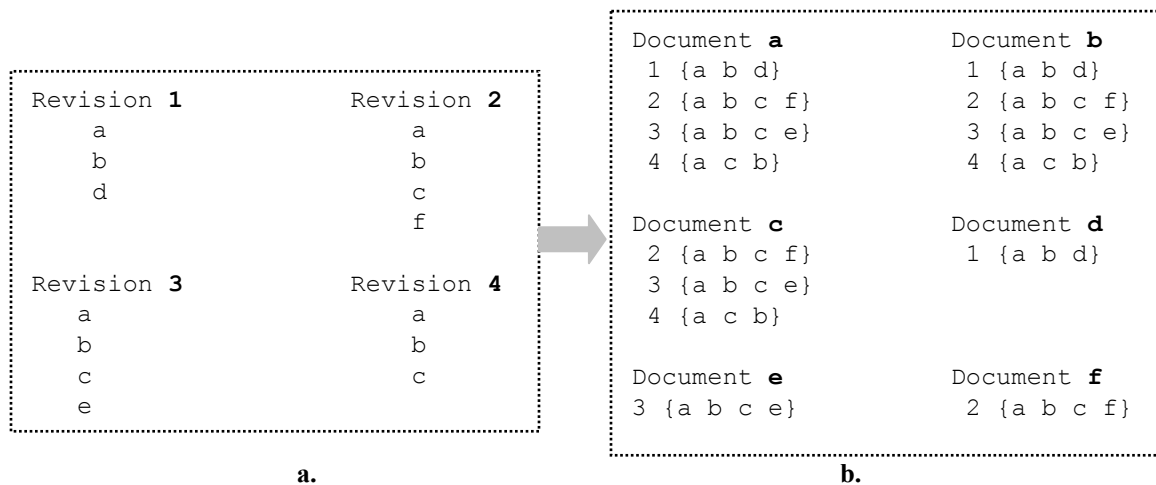 Revision 1
a
b
d
Revision 2
a
b
c
f
Revision 3
a
b
c
e
Revision 4
a
b
c
a.
Document a
1 {a b d}
2 {a b c f}
3 {a b c e}
4 {a c b}
Document b
1 {a b d}
2 {a b c f}
3 {a b c e}
4 {a c b}
Document c
2 {a b c f}
3 {a b c e}
4 {a c b}
Document d
1 {a b d}
Document e
3 {a b c e}
Document f
2 {a b c f}
b.